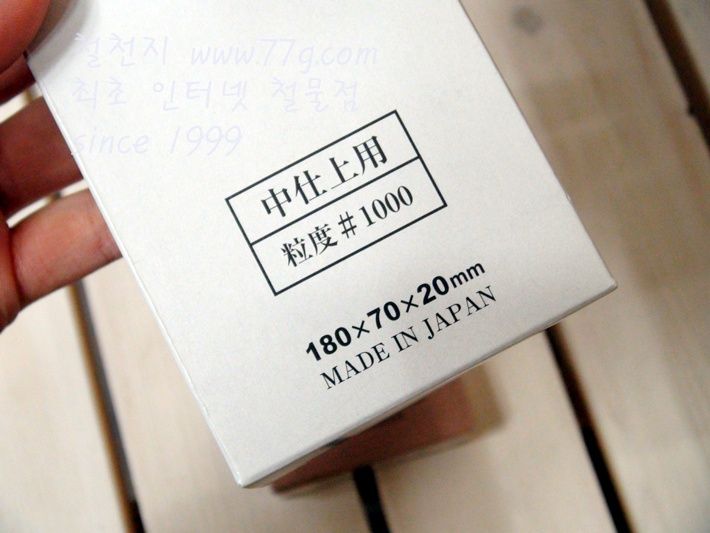 철천지 www.77g.com
최초 인터넷 철물점
since 1999
中仕上用
粒度#1000
180×70×20mm
MADE IN JAPAN